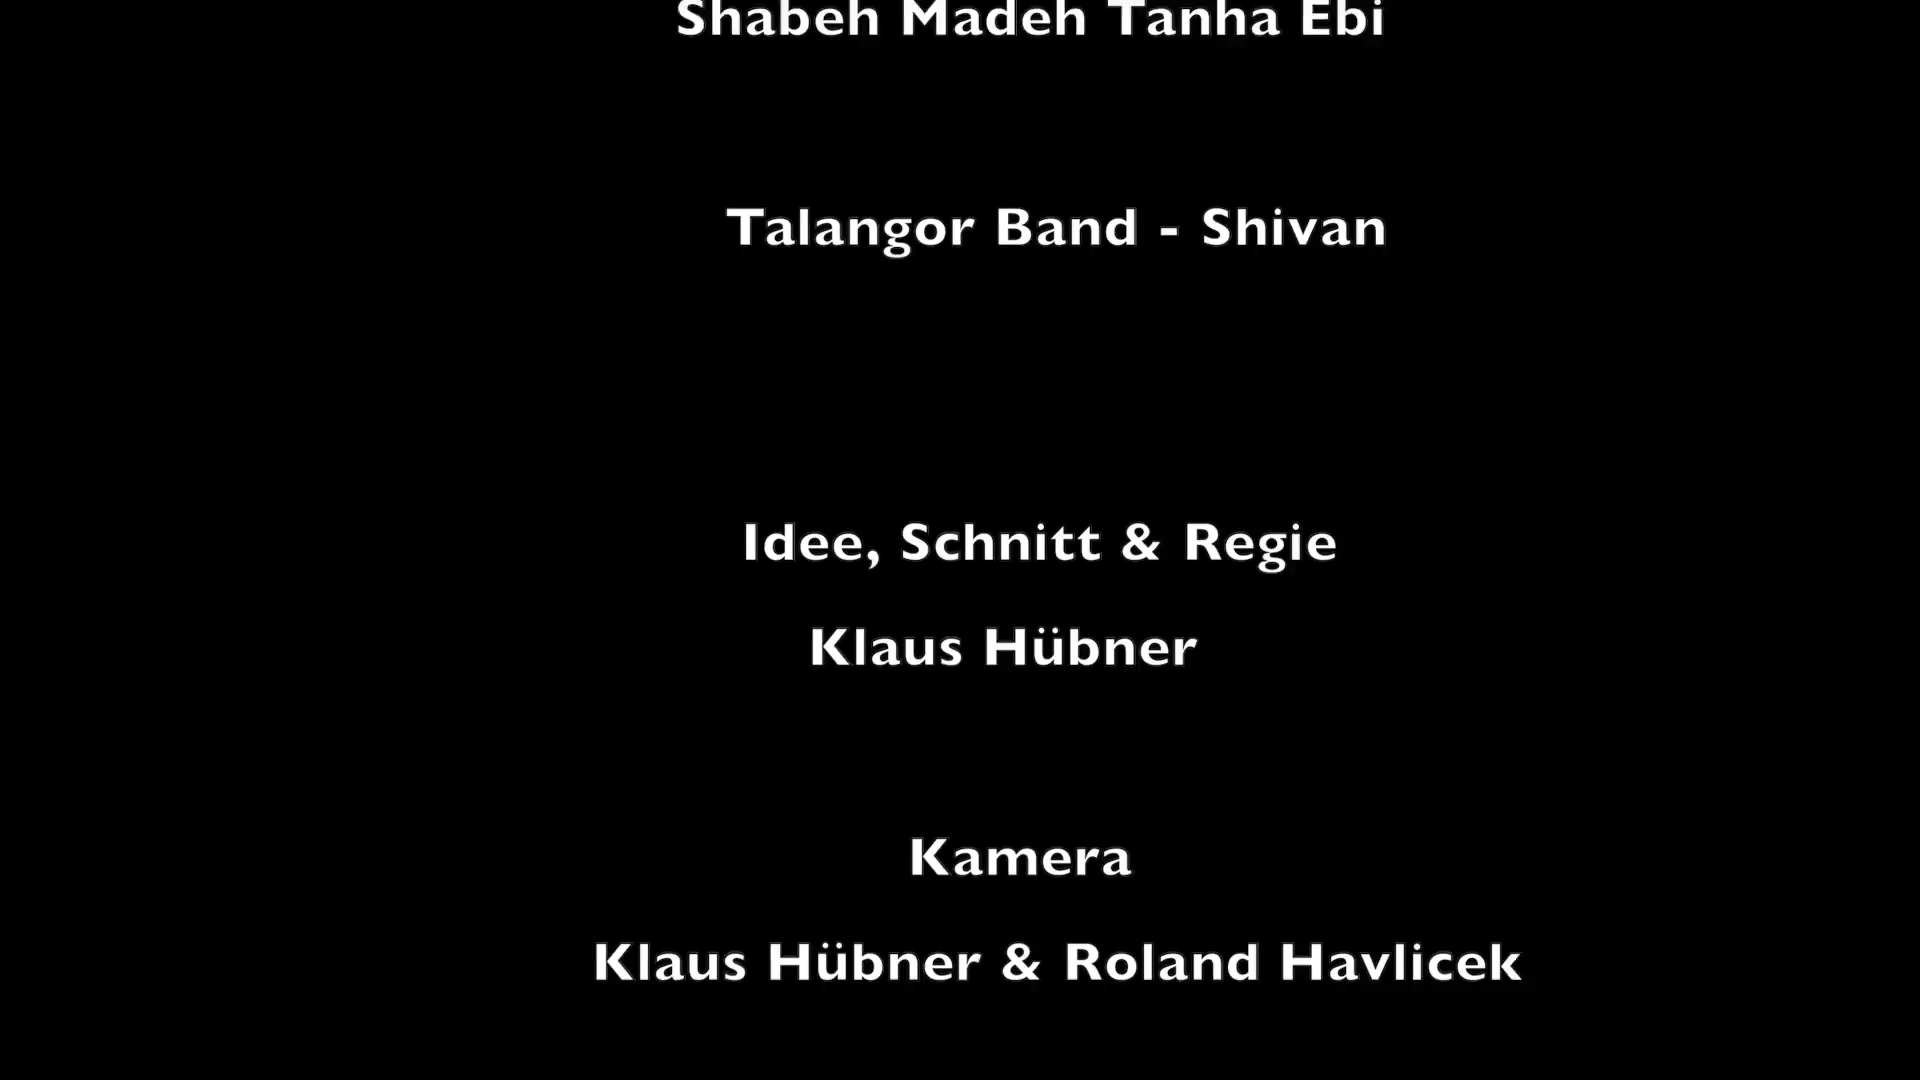 Shabeh Madeh Tanha Ebi
Talangor Band - Shivan
Idee, Schnitt & Regie
Klaus Hübner
Kamera
Klaus Hübner & Roland Havlicek